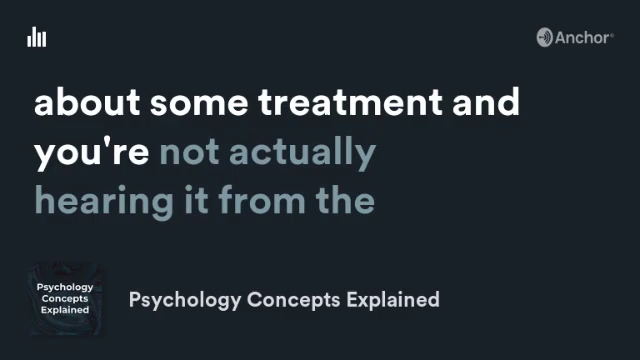 Anchor
about some treatment and
you're not actually
hearing it from the
Psychology
Concepts
Explained
Psychology Concepts Explained